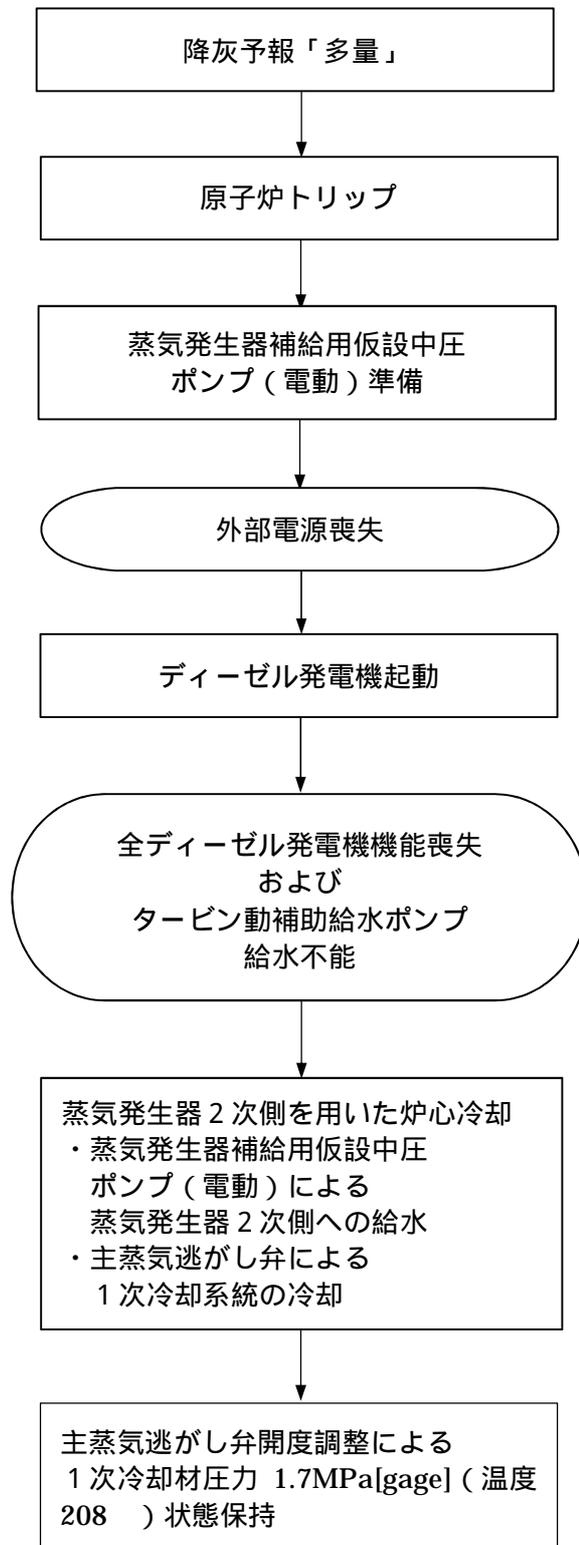 降灰予報「多量」
原子炉トリップ
蒸気発生器補給用仮設中圧
ポンプ（電動）準備
外部電源喪失
ディーゼル発電機起動
全ディーゼル発電機機能喪失
および
タービン動補助給水ポンプ
給水不能
蒸気発生器２次側を用いた炉心冷却
・蒸気発生器補給用仮設中圧
ポンプ（電動）による
蒸気発生器２次側への給水
・主蒸気逃がし弁による
１次冷却系統の冷却
主蒸気逃がし弁開度調整による
１次冷却材圧力 1.7MPa[gage]（温度
208　）状態保持